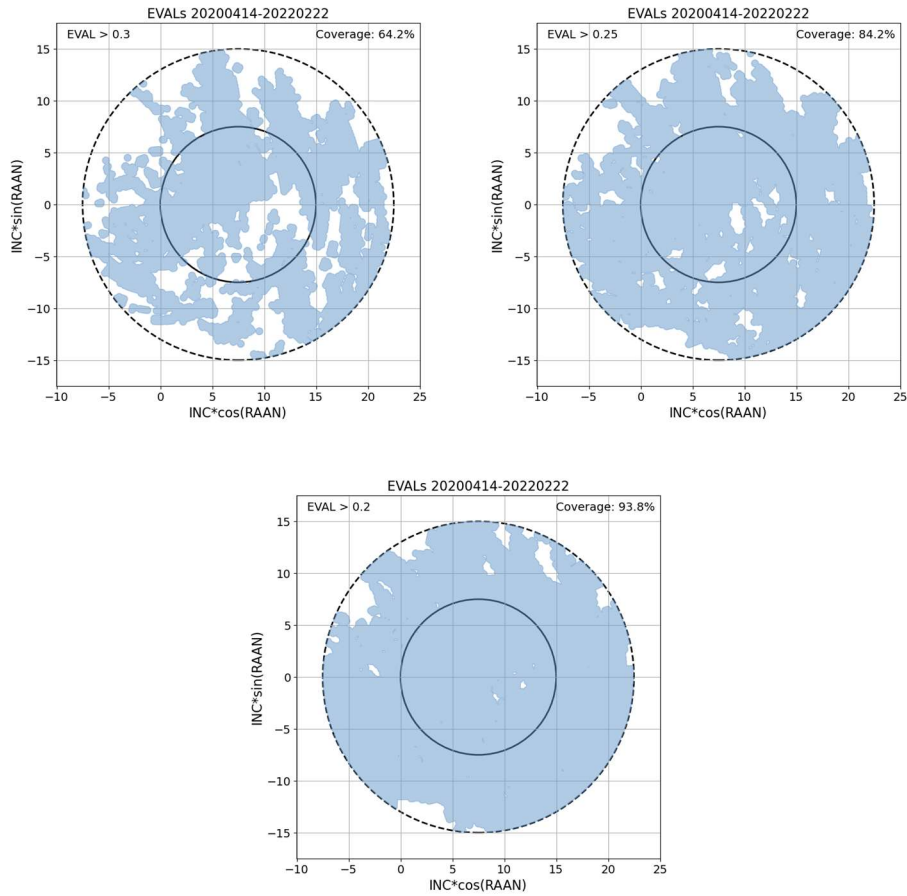 EVALs 20200414-20220222
EVAL > 0.3 Coverage: 64.2%
15
10
5
0
−5
−10
−15
INC*sin(RAAN)
−10 −5 0 5 10 15 20 25
INC*cos(RAAN)
EVALs 20200414-20220222
EVAL > 0.25 Coverage: 84.2%
15
10
5
0
−5
−10
−15
INC*sin(RAAN)
−10 −5 0 5 10 15 20 25
INC*cos(RAAN)
EVALs 20200414-20220222
EVAL > 0.2 Coverage: 93.8%
15
10
5
0
−5
−10
−15
INC*sin(RAAN)
−10 −5 0 5 10 15 20 25
INC*cos(RAAN)